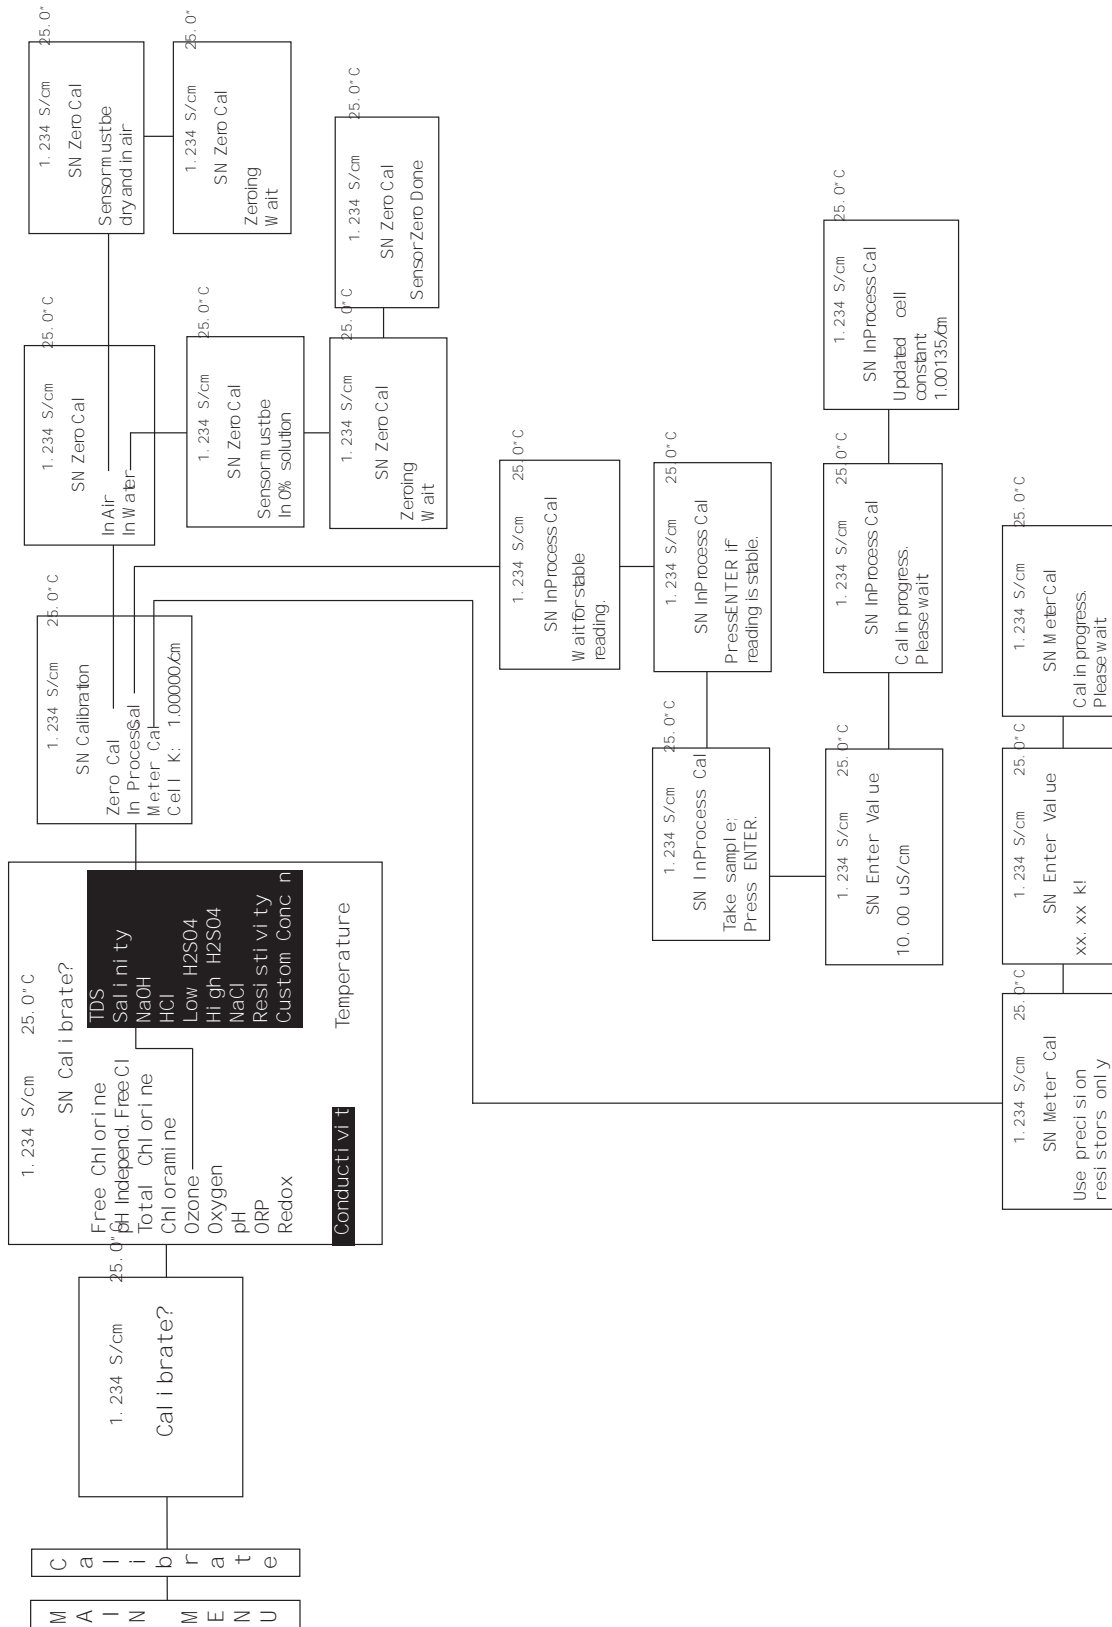 MAIN MENU
Calibrate
1.234 S/cm 25.0"C
Calibrate?
1.234 S/cm 25.0"C
SN Calibrate?
Free Chlorine
pH Independ. Free Cl
Total Chlorine
Chloramine
Ozone
Oxygen
pH
ORP
Redox
Conductivit
TDS
Salinity
NaOH
HCl
Low H2SO4
High H2SO4
NaCl
Resistivity
Custom Conc n
Temperature
1.234 S/cm 25.0"C
SN Calibration
Zero Cal
In ProcessCal
Meter Cal
Cell K: 1.00000/cm
1.234 S/cm 25.0"C
SN Zero Cal
In Air
In Water
1.234 S/cm 25.0"
SN Zero Cal
Sensor must be
dry and in air
1.234 S/cm 25.0"
SN Zero Cal
Zeroing
Wait
1.234 S/cm 25.0"C
SN Zero Cal
Sensor must be
In 0% solution
1.234 S/cm 25.0"C
SN Zero Cal
Zeroing
Wait
1.234 S/cm 25.0"C
SN Zero Cal
Sensor Zero Done
1.234 S/cm 25.0"C
SN InProcess Cal
Wait for stable
reading.
1.234 S/cm 25.0"C
SN InProcess Cal
Press ENTER if
reading is stable.
1.234 S/cm 25.0"C
SN InProcess Cal
Take sample;
Press ENTER.
1.234 S/cm 25.0"C
SN Enter Value
10.00 uS/cm
1.234 S/cm 25.0"C
SN InProcess Cal
Cal in progress.
Please wait
1.234 S/cm 25.0"C
SN InProcess Cal
Updated cell
constant:
1.00135/cm
1.234 S/cm 25.0"C
SN Meter Cal
Use precision
resistors only
1.234 S/cm 25.0"C
SN Enter Value
xx.xx k!
1.234 S/cm 25.0"C
SN Meter Cal
Cal in progress.
Please wait